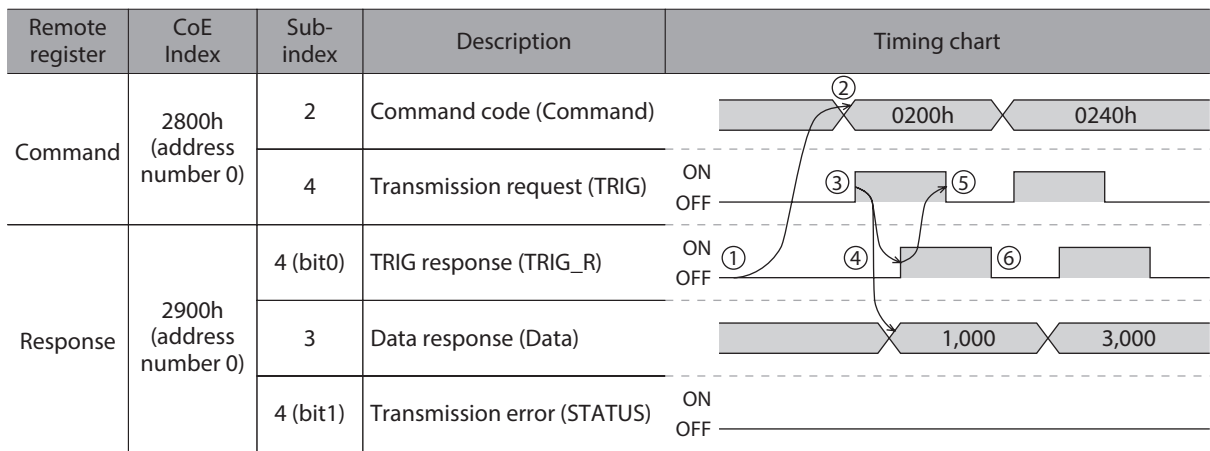 Remote
register
CoE
Index
Sub-
index
Description
Timing chart
Command
2800h
(address
number 0)
2
Command code (Command)
②
0200h
0240h
4
Transmission request (TRIG)
ON
OFF
③
⑤
Response
2900h
(address
number 0)
4 (bit0)
TRIG response (TRIG_R)
ON
OFF
①
④
⑥
3
Data response (Data)
1,000
3,000
4 (bit1)
Transmission error (STATUS)
ON
OFF